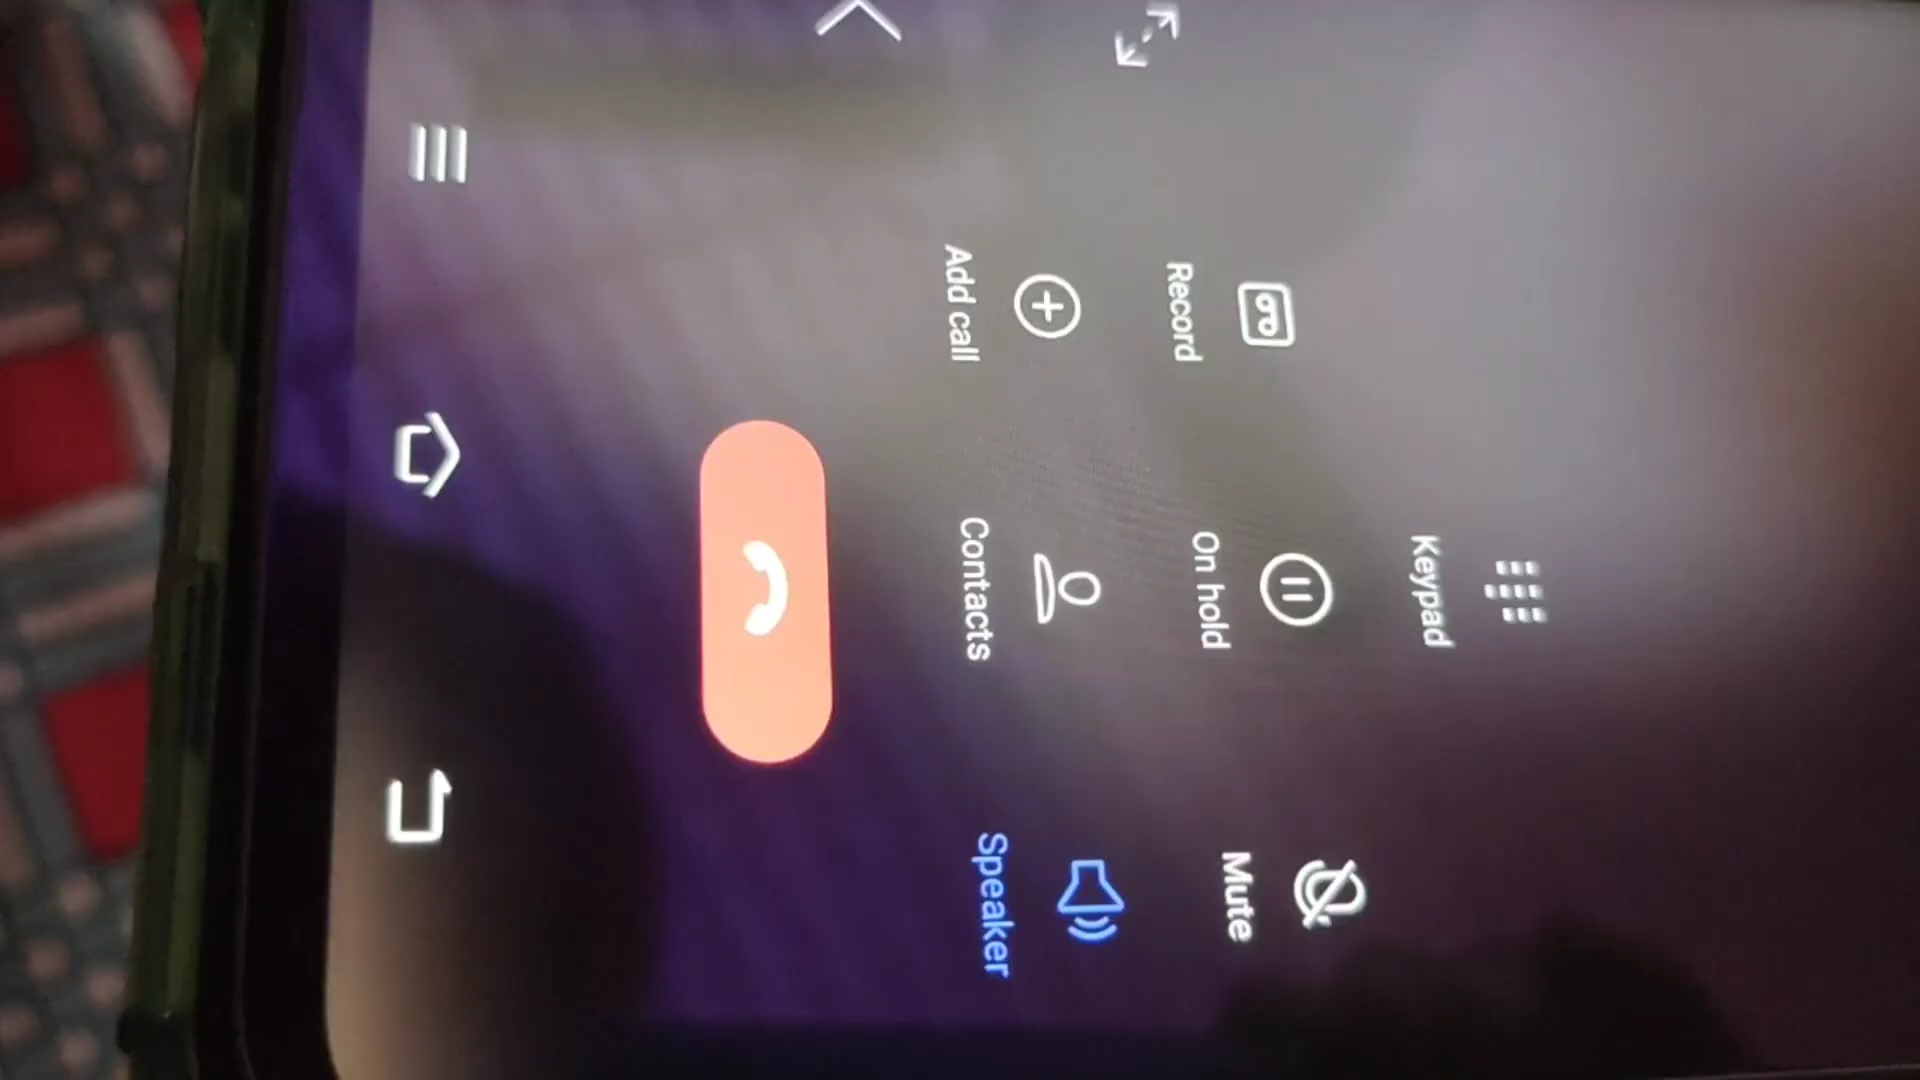 Keypad
Record
On hold
Mute
Add call
Contacts
Speaker